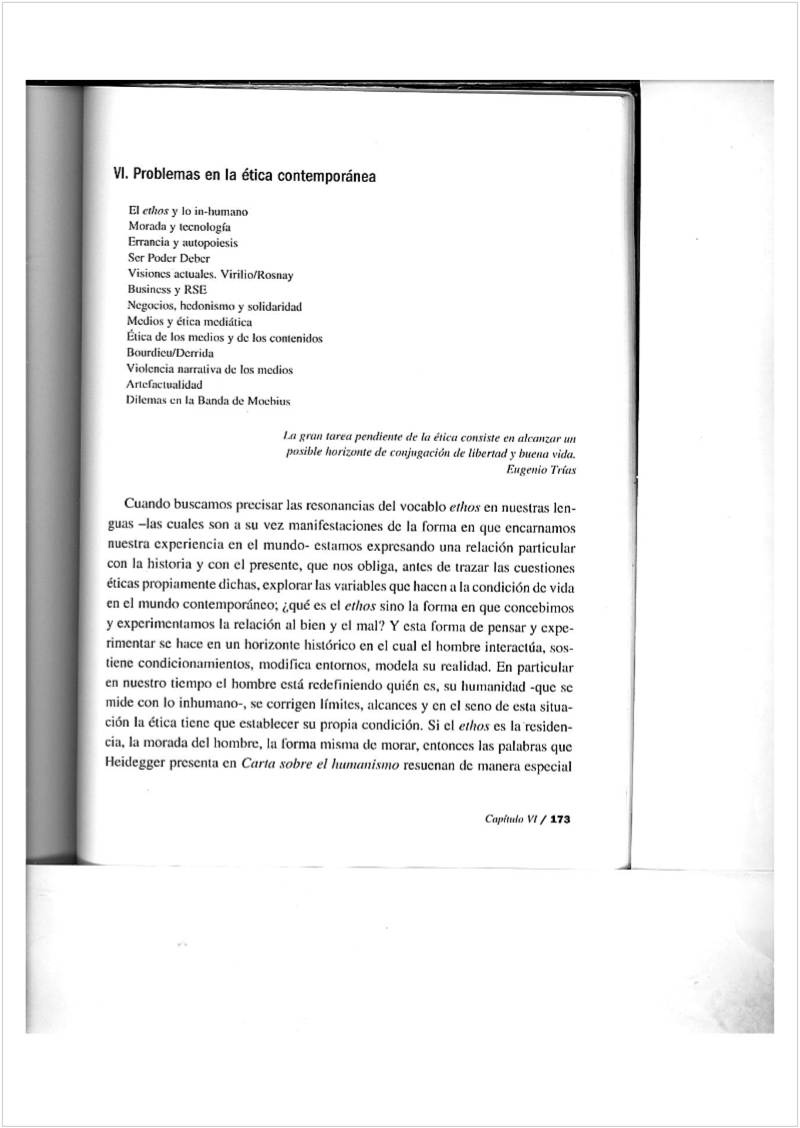 VI. Problemas en la ética contemporánea
El ethos y lo in-humano
Morada y tecnología
Errancia y autopoiesis
Ser Poder Deber
Visiones actuales. Virilio/Rosnay
Business y RSE
Negocios, hedonismo y solidaridad
Medios y ética mediática
Ética de los medios y de los contenidos
Bourdieu/Derrida
Violencia narrativa de los medios
Artefactualidad
Dilemas en la Banda de Moebius
La gran tarea pendiente de la ética consiste en alcanzar un
posible horizonte de conjugación de libertad y buena vida.
Eugenio Trías
Cuando buscamos precisar las resonancias del vocablo ethos en nuestras len-
guas –las cuales son a su vez manifestaciones de la forma en que encarnamos
nuestra experiencia en el mundo- estamos expresando una relación particular
con la historia y con el presente, que nos obliga, antes de trazar las cuestiones
éticas propiamente dichas, explorar las variables que hacen a la condición de vida
en el mundo contemporáneo; ¿qué es el ethos sino la forma en que concebimos
y experimentamos la relación al bien y el mal? Y esta forma de pensar y expe-
rimentar se hace en un horizonte histórico en el cual el hombre interactúa, sos-
tiene condicionamientos, modifica entornos, modela su realidad. En particular
en nuestro tiempo el hombre está redefiniendo quién es, su humanidad -que se
mide con lo inhumano-, se corrigen límites, alcances y en el seno de esta situa-
ción la ética tiene que establecer su propia condición. Si el ethos es la residen-
cia, la morada del hombre, la forma misma de morar, entonces las palabras que
Heidegger presenta en Carta sobre el humanismo resuenan de manera especial
Capítulo VI / 173